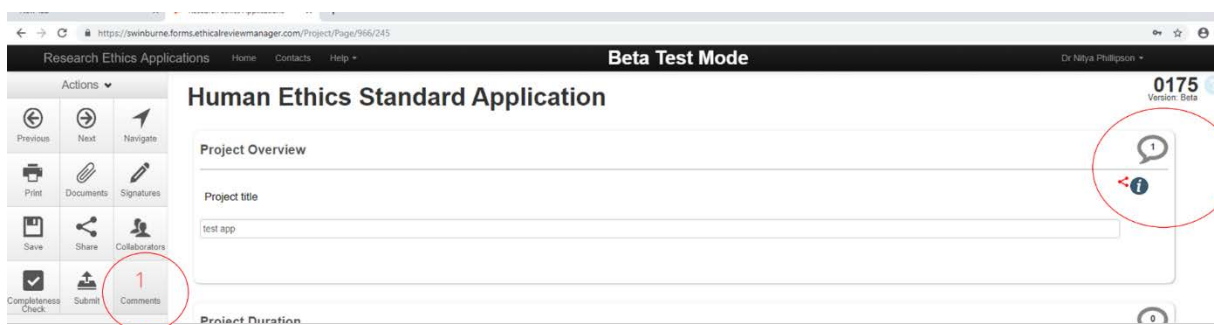 https://swinburne.forms.ethicalreviewmanager.com/Project/Page/966/245
Research Ethics Applications Home Contacts Help Beta Test Mode Dr Nitya Phillipson
Actions
Human Ethics Standard Application
0175
Version: Beta
Previous Next Navigate
Project Overview
1
Print Documents Signatures
Project title
i
test app
Save Share Collaborators
1
Completeness Check Submit Comments
Project Duration
0